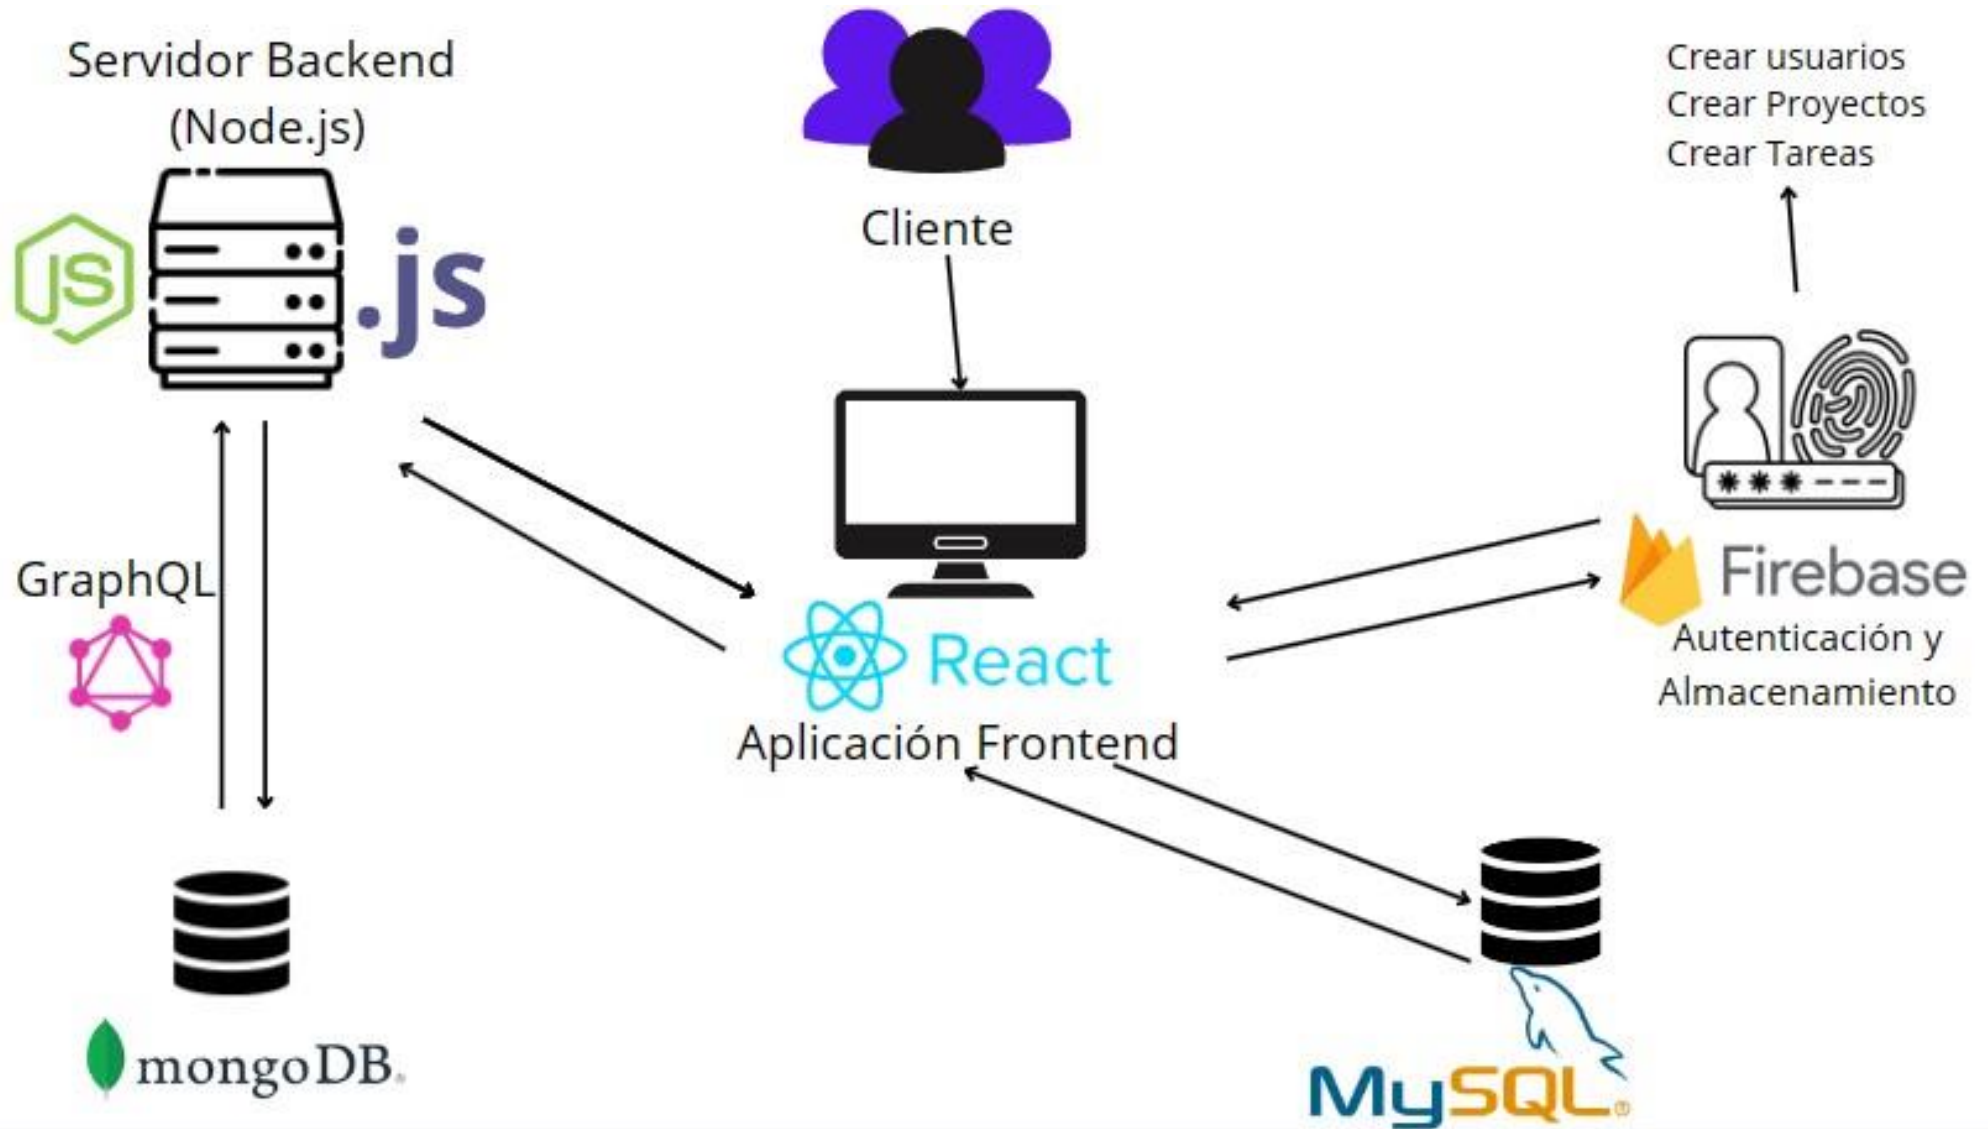 Servidor Backend
(Node.js)
JS
.js
Cliente
Crear usuarios
Crear Proyectos
Crear Tareas
GraphQL
React
Aplicación Frontend
Firebase
Autenticación y
Almacenamiento
mongoDB
MySQL